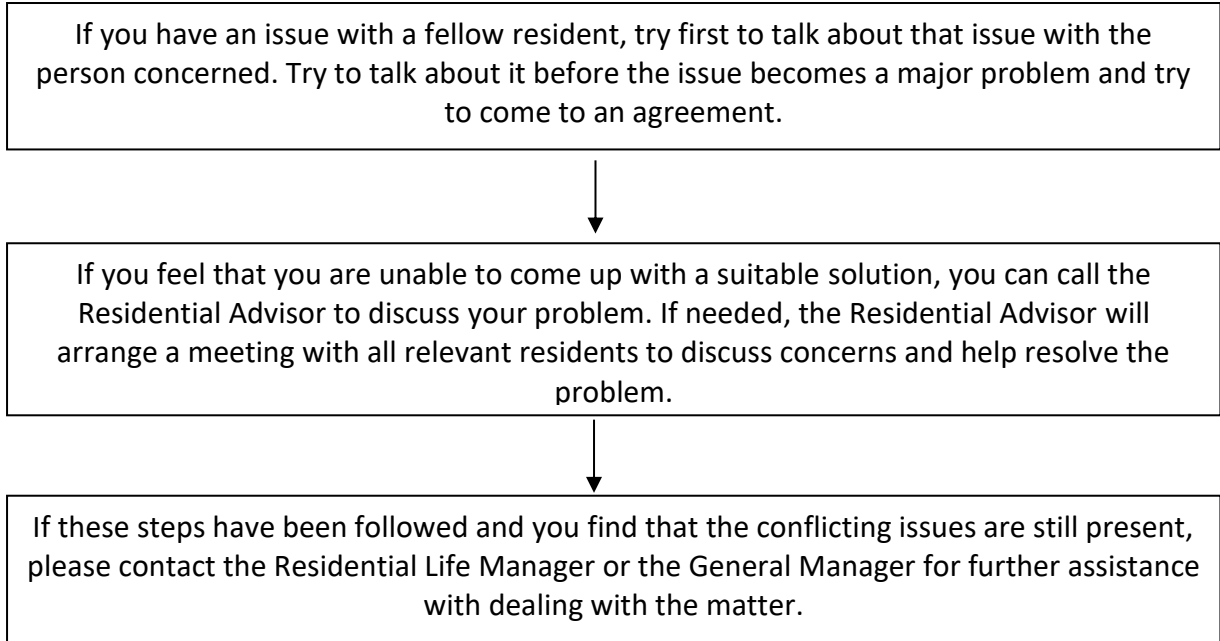 If you have an issue with a fellow resident, try first to talk about that issue with the
person concerned. Try to talk about it before the issue becomes a major problem and try
to come to an agreement.
If you feel that you are unable to come up with a suitable solution, you can call the
Residential Advisor to discuss your problem. If needed, the Residential Advisor will
arrange a meeting with all relevant residents to discuss concerns and help resolve the
problem.
If these steps have been followed and you find that the conflicting issues are still present,
please contact the Residential Life Manager or the General Manager for further assistance
with dealing with the matter.